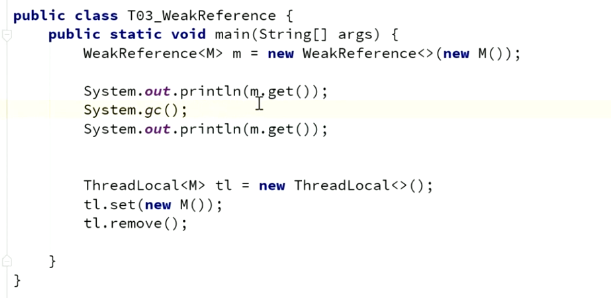 public class T03_WeakReference {
    public static void main(String[] args) {
        WeakReference<M> m = new WeakReference<>(new M());
        System.out.println(m.get());
        System.gc();
        System.out.println(m.get());
        ThreadLocal<M> tl = new ThreadLocal<>();
        tl.set(new M());
        tl.remove();
    }
}